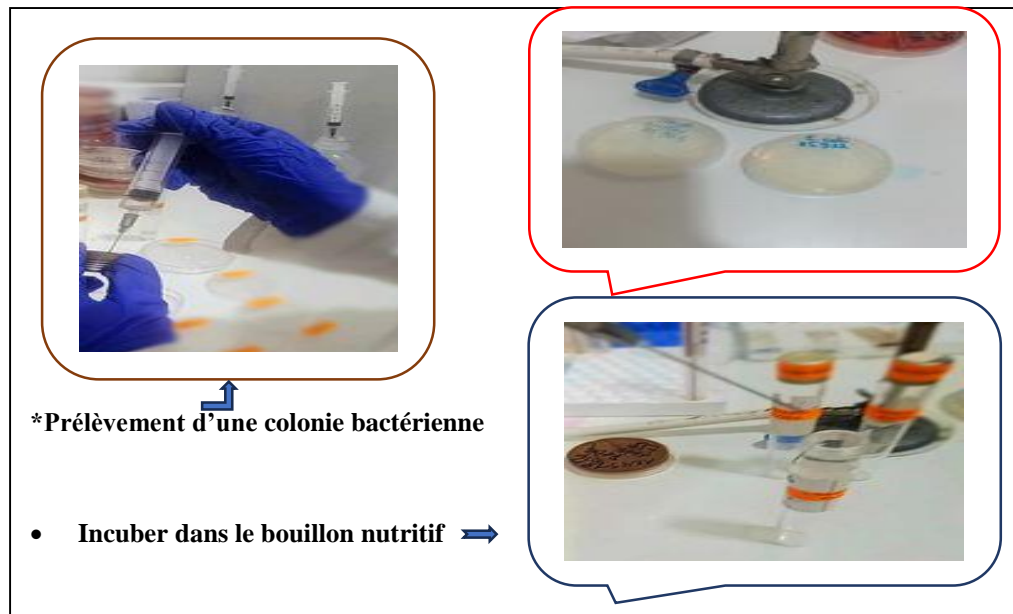 *Prélèvement d’une colonie bactérienne
• Incuber dans le bouillon nutritif